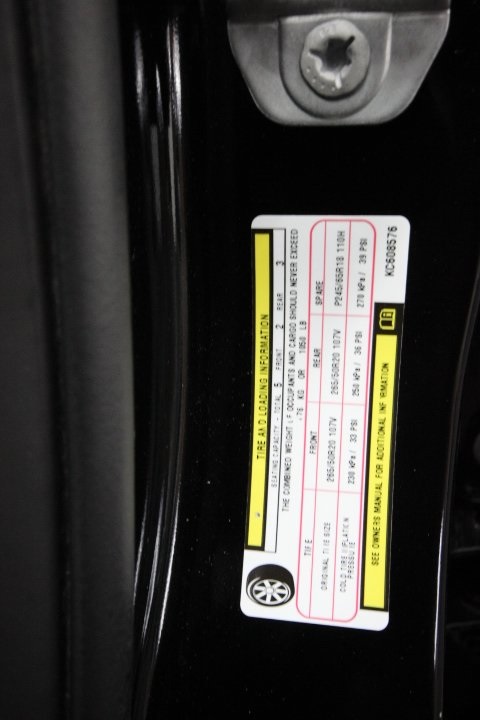 TIRE AND LOADING INFORMATION
SEATING CAPACITY - TOTAL 5 FRONT 2 REAR 3
THE COMBINED WEIGHT OF OCCUPANTS AND CARGO SHOULD NEVER EXCEED
476 KG OR 1050 LB
TIRE FRONT REAR SPARE
ORIGINAL TIRE SIZE 265/50R20 107V 265/50R20 107V P245/65R18 110H
COLD TIRE INFLATION PRESSURE 230 kPa / 33 PSI 250 kPa / 36 PSI 270 kPa / 39 PSI
SEE OWNERS MANUAL FOR ADDITIONAL INFORMATION
KC608576